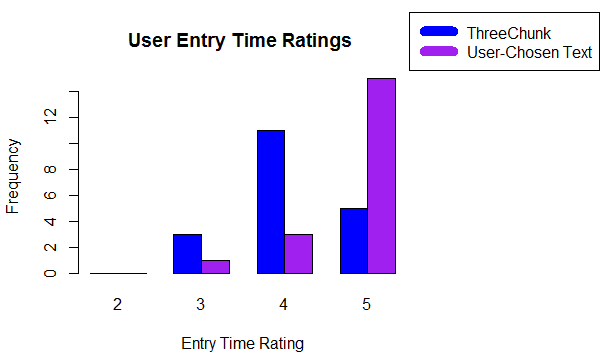 User Entry Time Ratings
ThreeChunk
User-Chosen Text
Frequency
12
8
6
4
2
0
2 3 4 5
Entry Time Rating